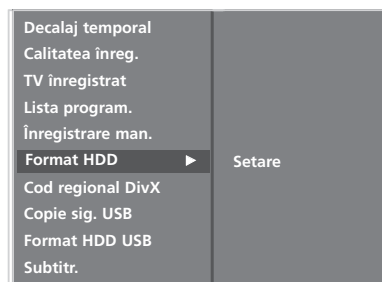 Decalaj temporal
Calitatea înreg.
TV înregistrat
Lista program.
Înregistrare man.
Format HDD ► Setare
Cod regional DivX
Copie sig. USB
Format HDD USB
Subtitr.